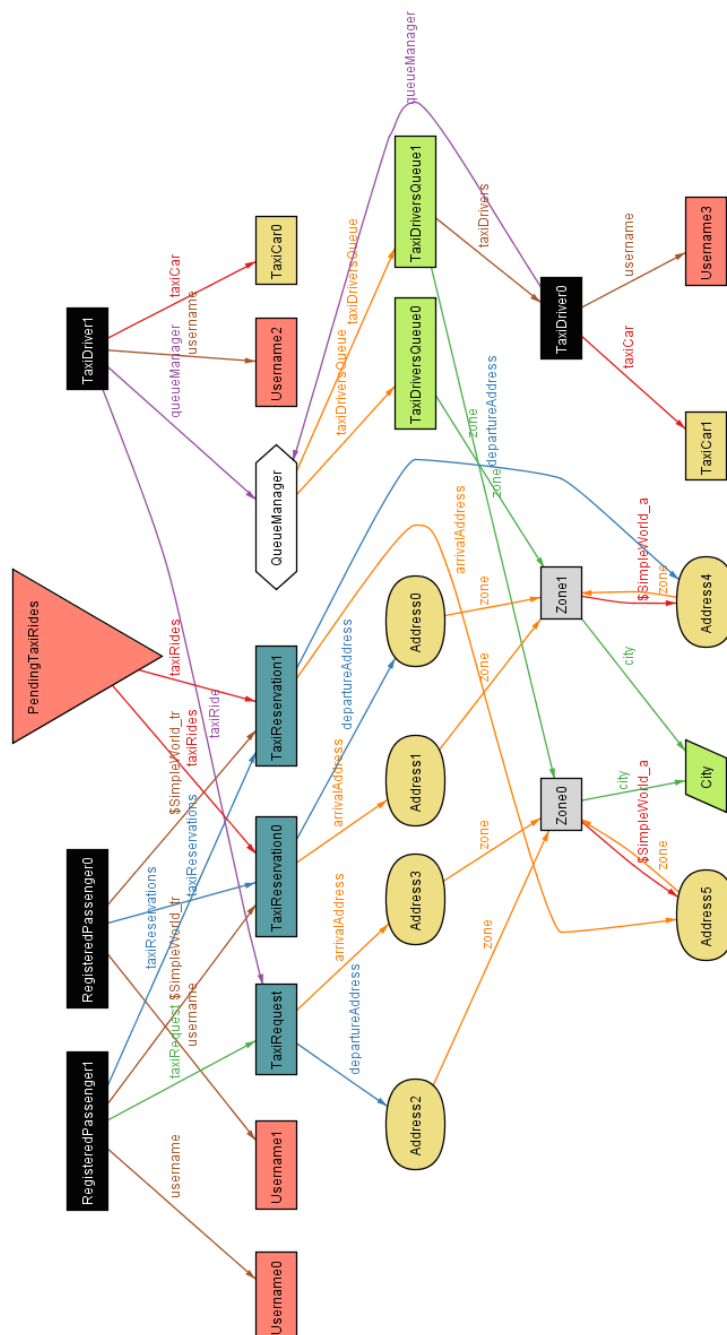 PendingTaxiRides
RegisteredPassenger1
RegisteredPassenger0
TaxiDriver1
username
taxiRequest
$SimpleWorld_tr
taxiReservations
username
taxiReservations
$SimpleWorld_tr
taxiRides
taxiRides
taxiRide
queueManager
username
taxiCar
queueManager
Username0
Username1
TaxiRequest
TaxiReservation0
TaxiReservation1
QueueManager
Username2
TaxiCar0
departureAddress
arrivalAddress
arrivalAddress
departureAddress
arrivalAddress
departureAddress
taxiDriversQueue
taxiDriversQueue
Address2
Address3
Address1
Address0
TaxiDriversQueue0
TaxiDriversQueue1
zone
zone
zone
zone
zone
zone
taxiDrivers
Zone0
Zone1
TaxiDriver0
zone
$SimpleWorld_a
city
city
$SimpleWorld_a
zone
taxiCar
username
Address5
City
Address4
TaxiCar1
Username3